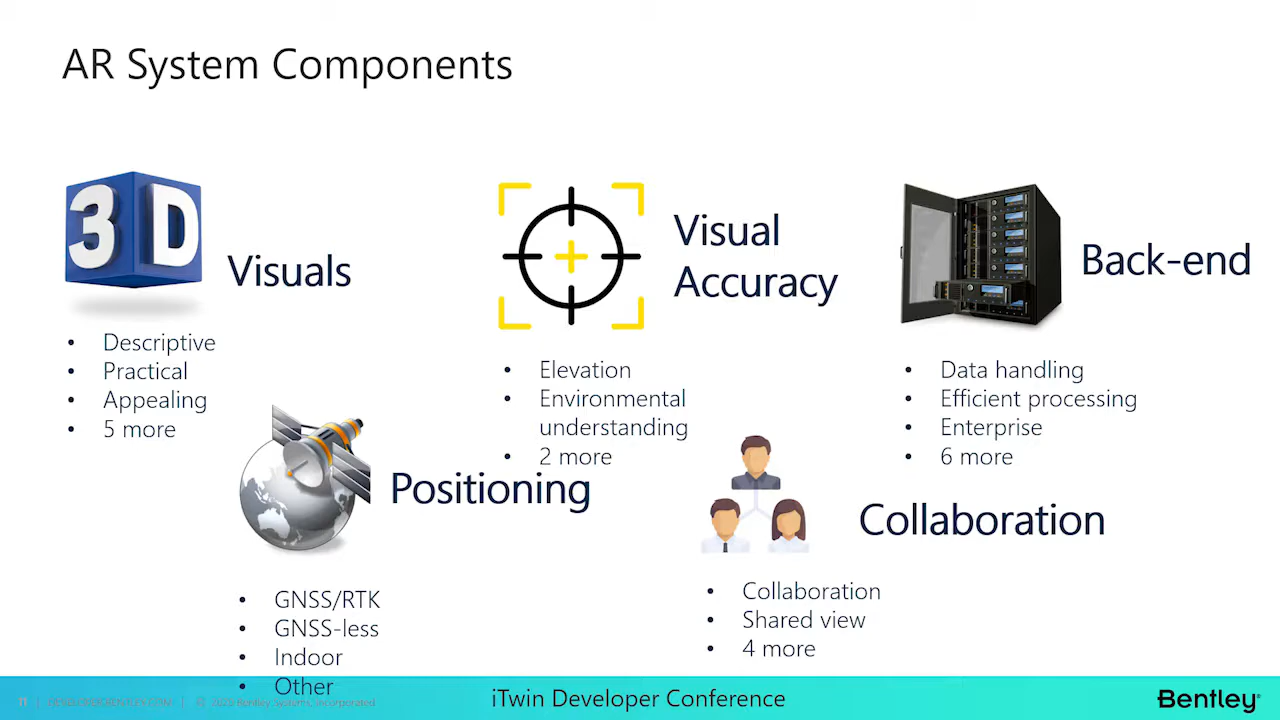 AR System Components
3D
Visuals
• Descriptive
• Practical
• Appealing
• 5 more
Visual
Accuracy
• Elevation
• Environmental
understanding
• 2 more
Back-end
• Data handling
• Efficient processing
• Enterprise
• 6 more
Positioning
• GNSS/RTK
• GNSS-less
• Indoor
• Other
Collaboration
• Collaboration
• Shared view
• 4 more
11 |
iTwin Developer Conference
Bentley